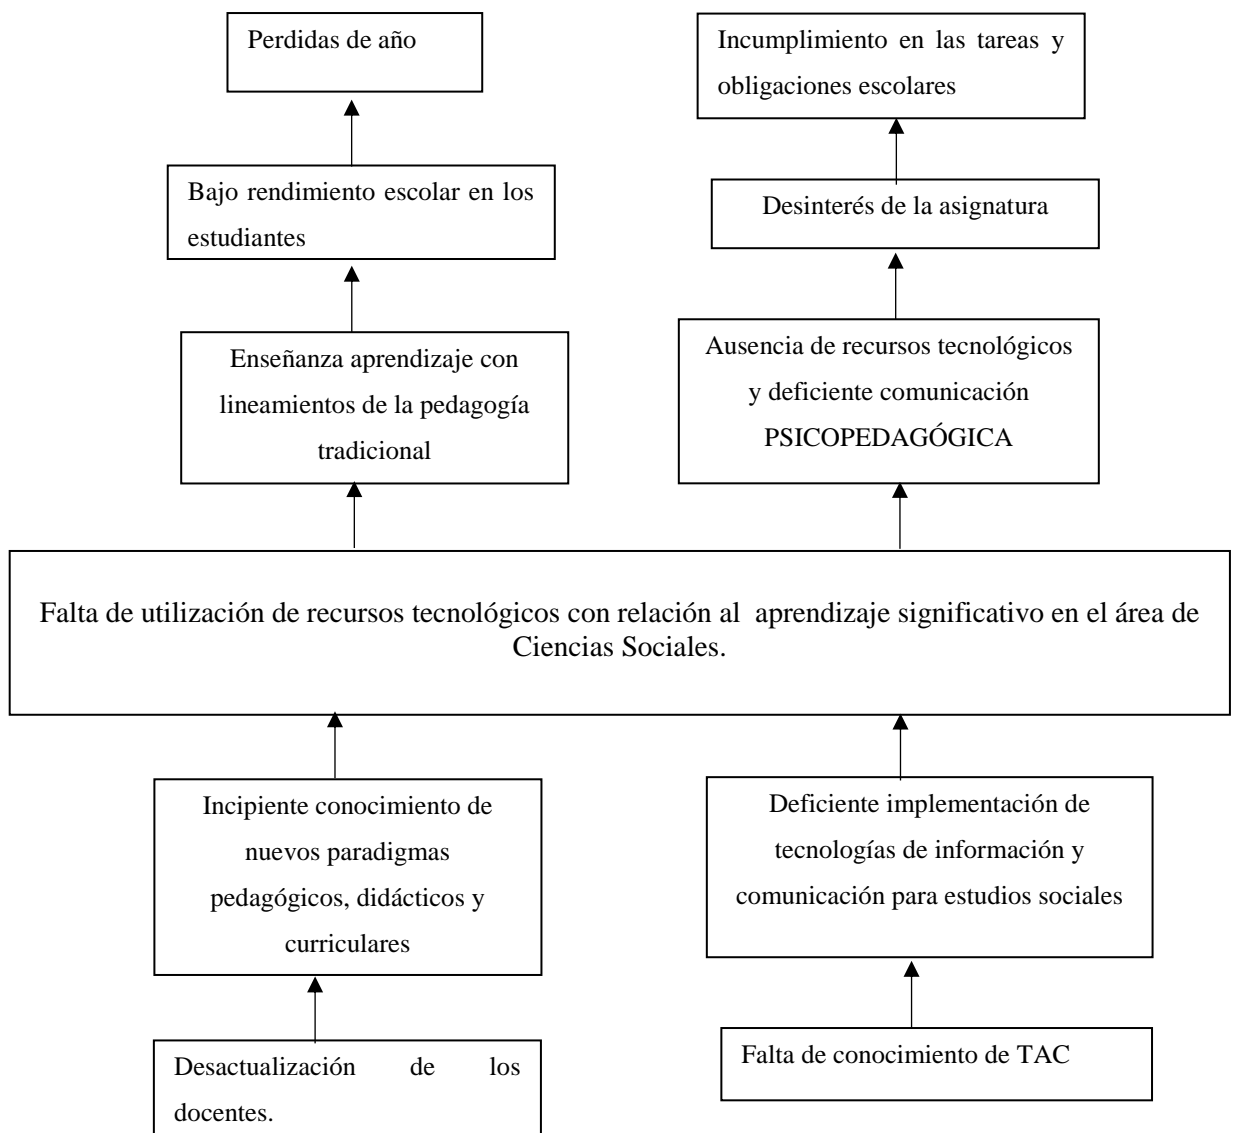 Perdidas de año
Incumplimiento en las tareas y
obligaciones escolares
Bajo rendimiento escolar en los
estudiantes
Desinterés de la asignatura
Enseñanza aprendizaje con
lineamientos de la pedagogía
tradicional
Ausencia de recursos tecnológicos
y deficiente comunicación
PSICOPEDAGÓGICA
Falta de utilización de recursos tecnológicos con relación al  aprendizaje significativo en el área de
Ciencias Sociales.
Incipiente conocimiento de
nuevos paradigmas
pedagógicos, didácticos y
curriculares
Deficiente implementación de
tecnologías de información y
comunicación para estudios sociales
Desactualización de los
docentes.
Falta de conocimiento de TAC